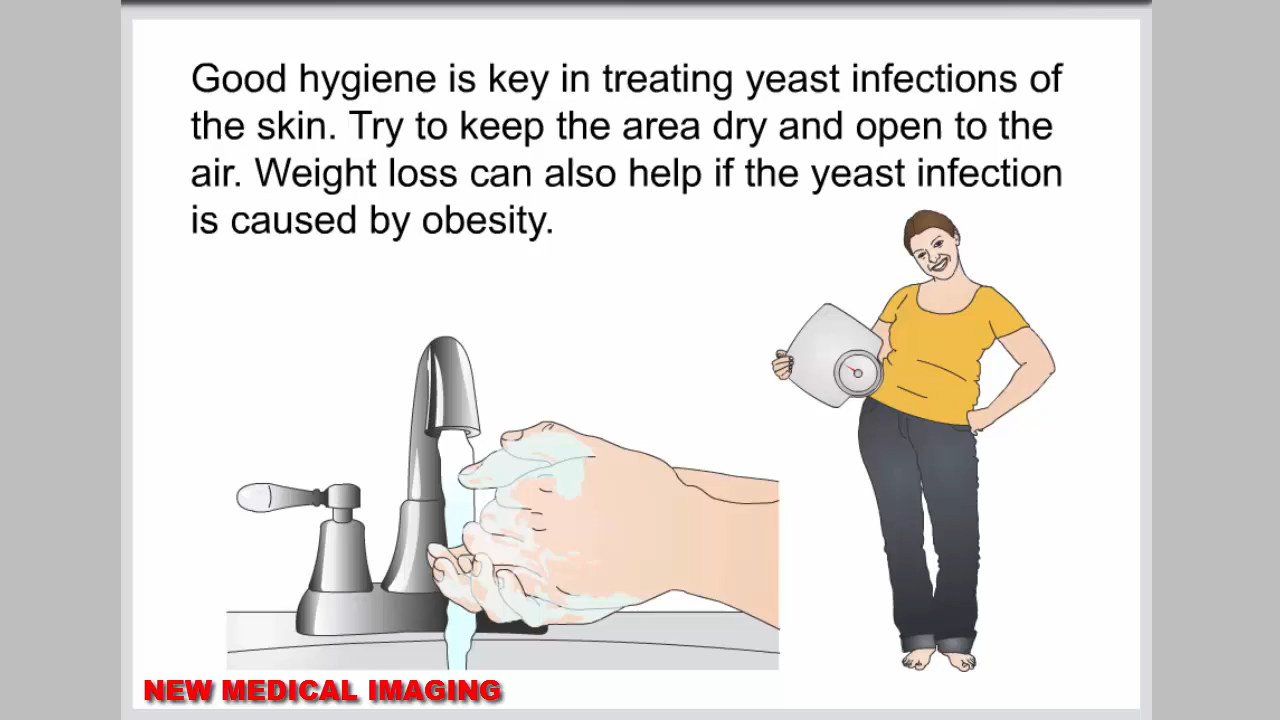 Good hygiene is key in treating yeast infections of
the skin. Try to keep the area dry and open to the
air. Weight loss can also help if the yeast infection
is caused by obesity.
NEW MEDICAL IMAGING